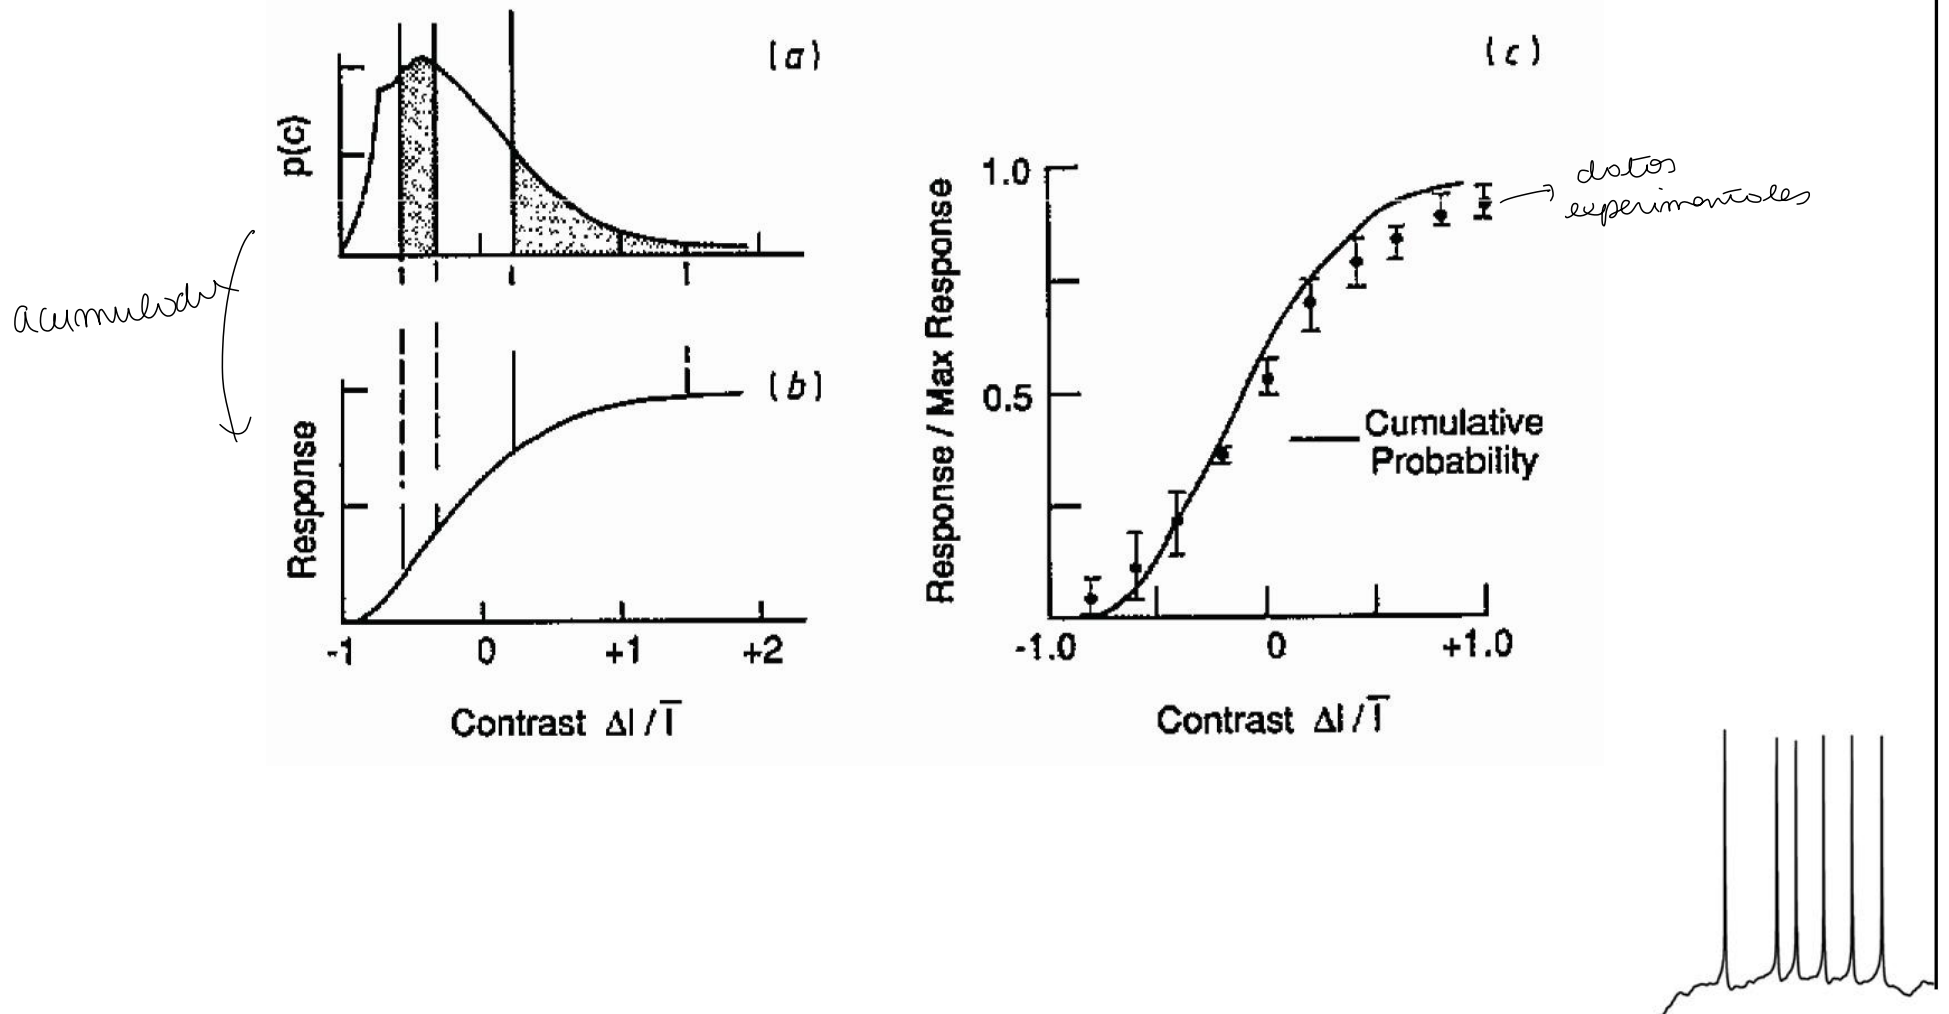 (a)
p(c)
acumulada
(b)
Response
-1 0 +1 +2
Contrast ΔI / Ī
(c)
Response / Max Response
1.0
0.5
datos
experimentales
Cumulative
Probability
-1.0 0 +1.0
Contrast ΔI / Ī